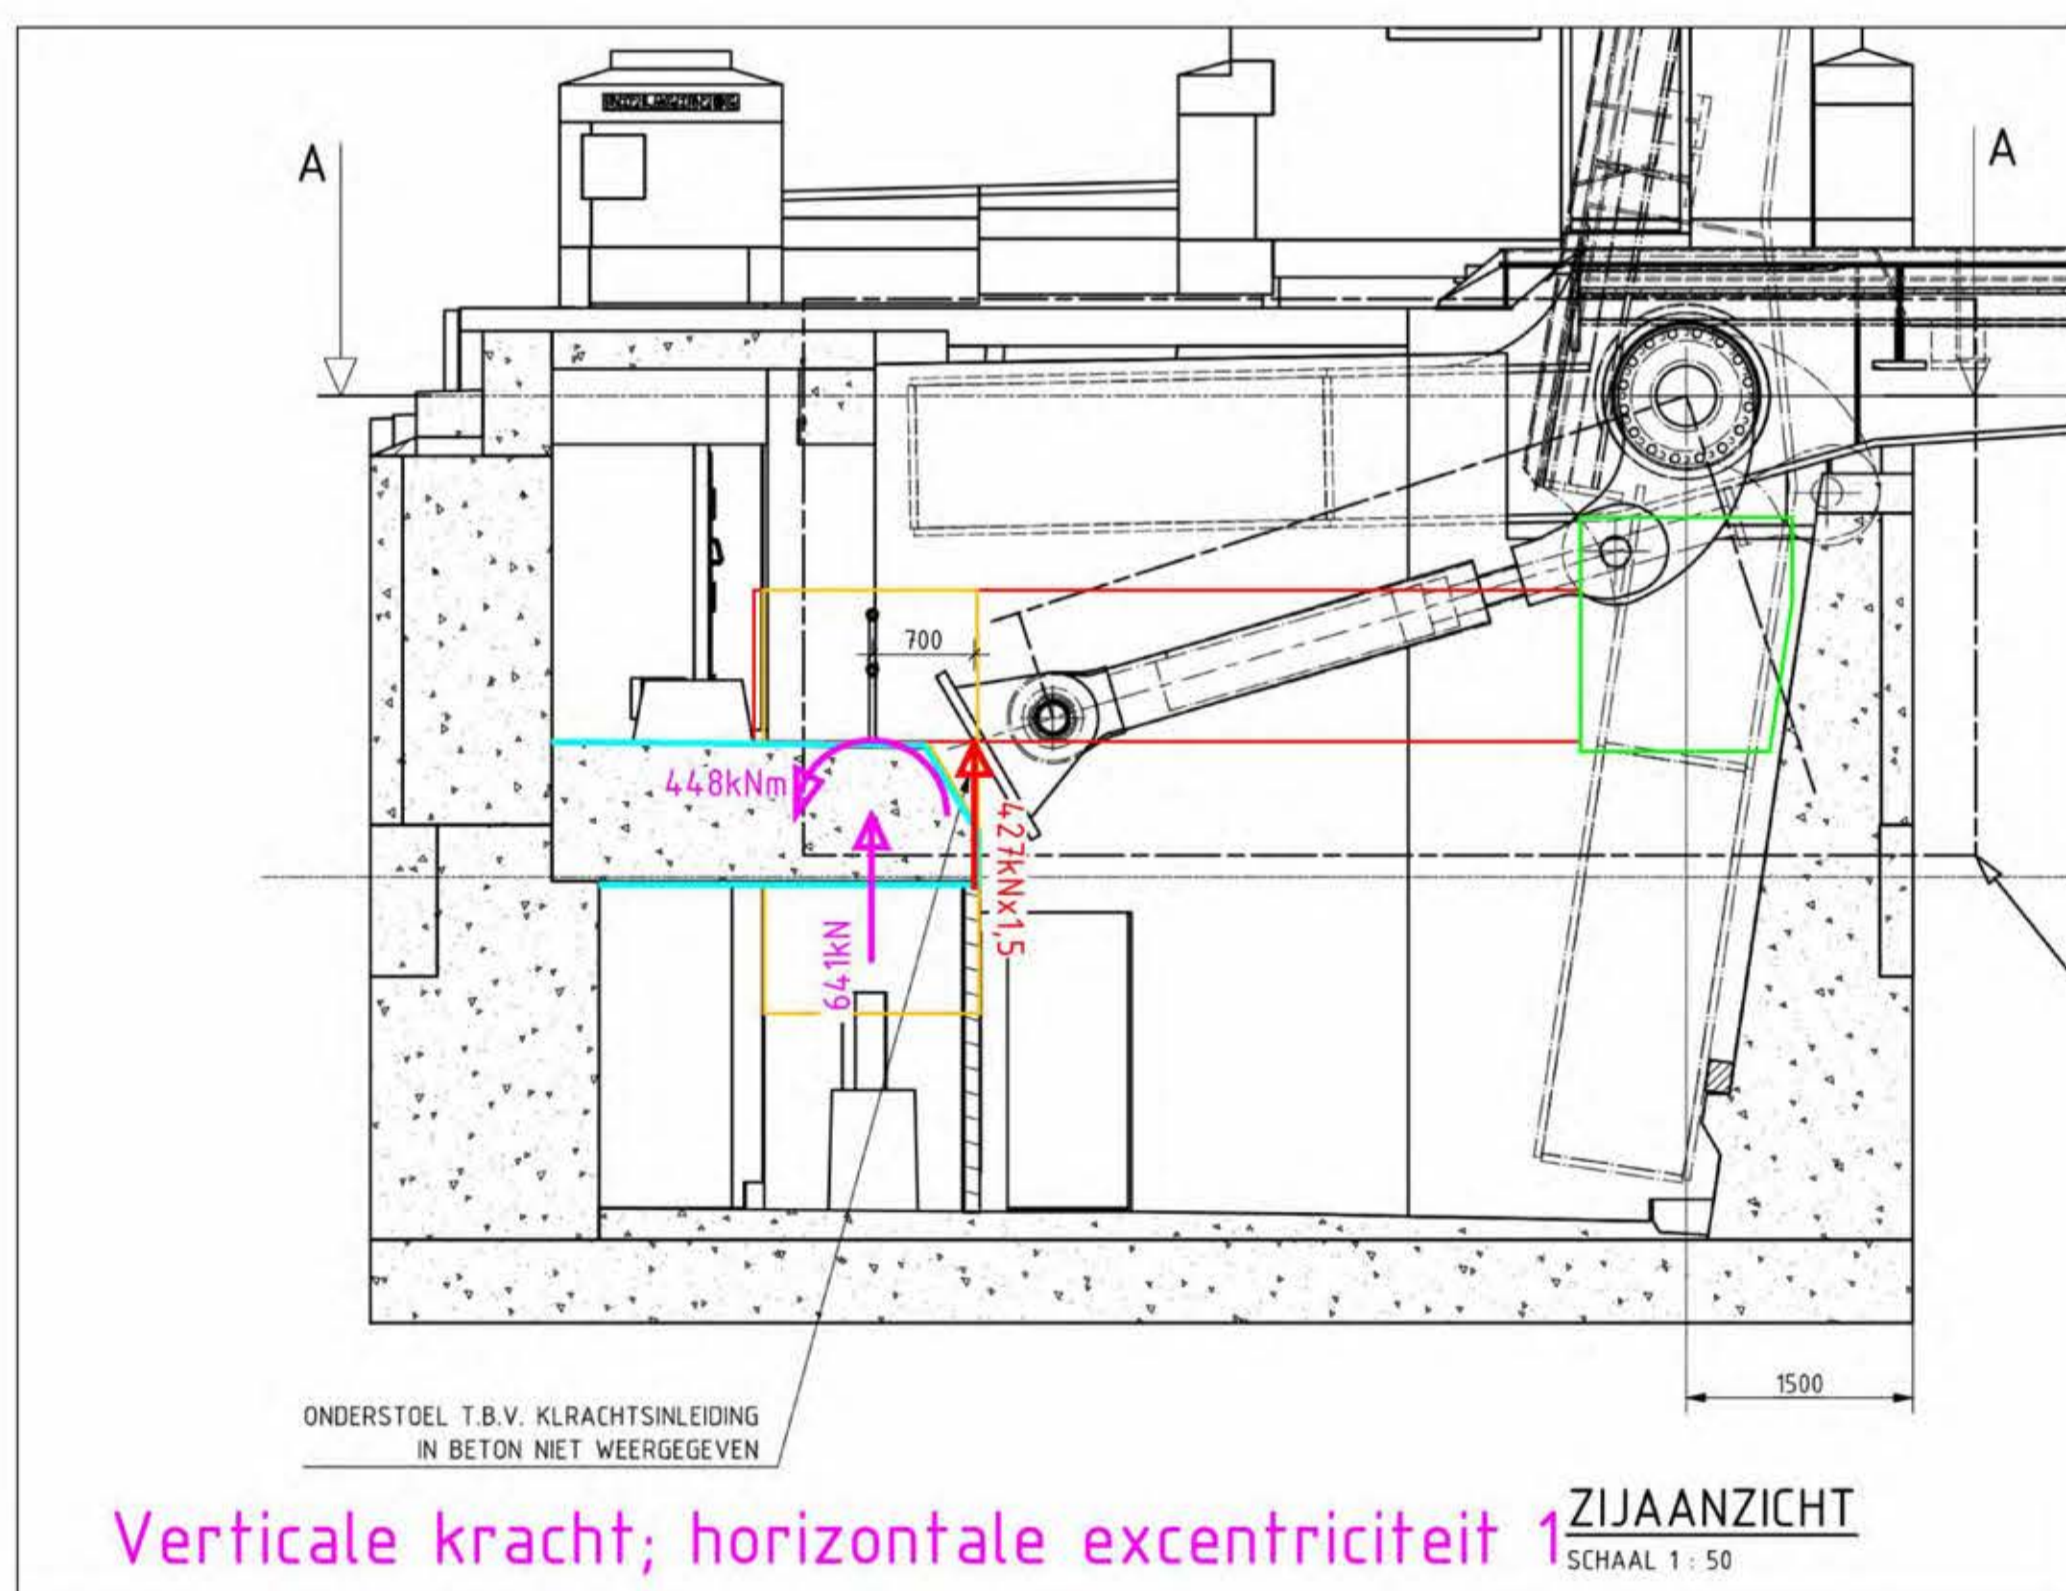 A
A
700
448kNm
427kNx1,5
641kN
1500
ONDERSTOEL T.B.V. KLRACHTSINLEIDING
IN BETON NIET WEERGEGEVEN
ZIJAANZICHT
Verticale kracht; horizontale excentriciteit 1
SCHAAL 1 : 50